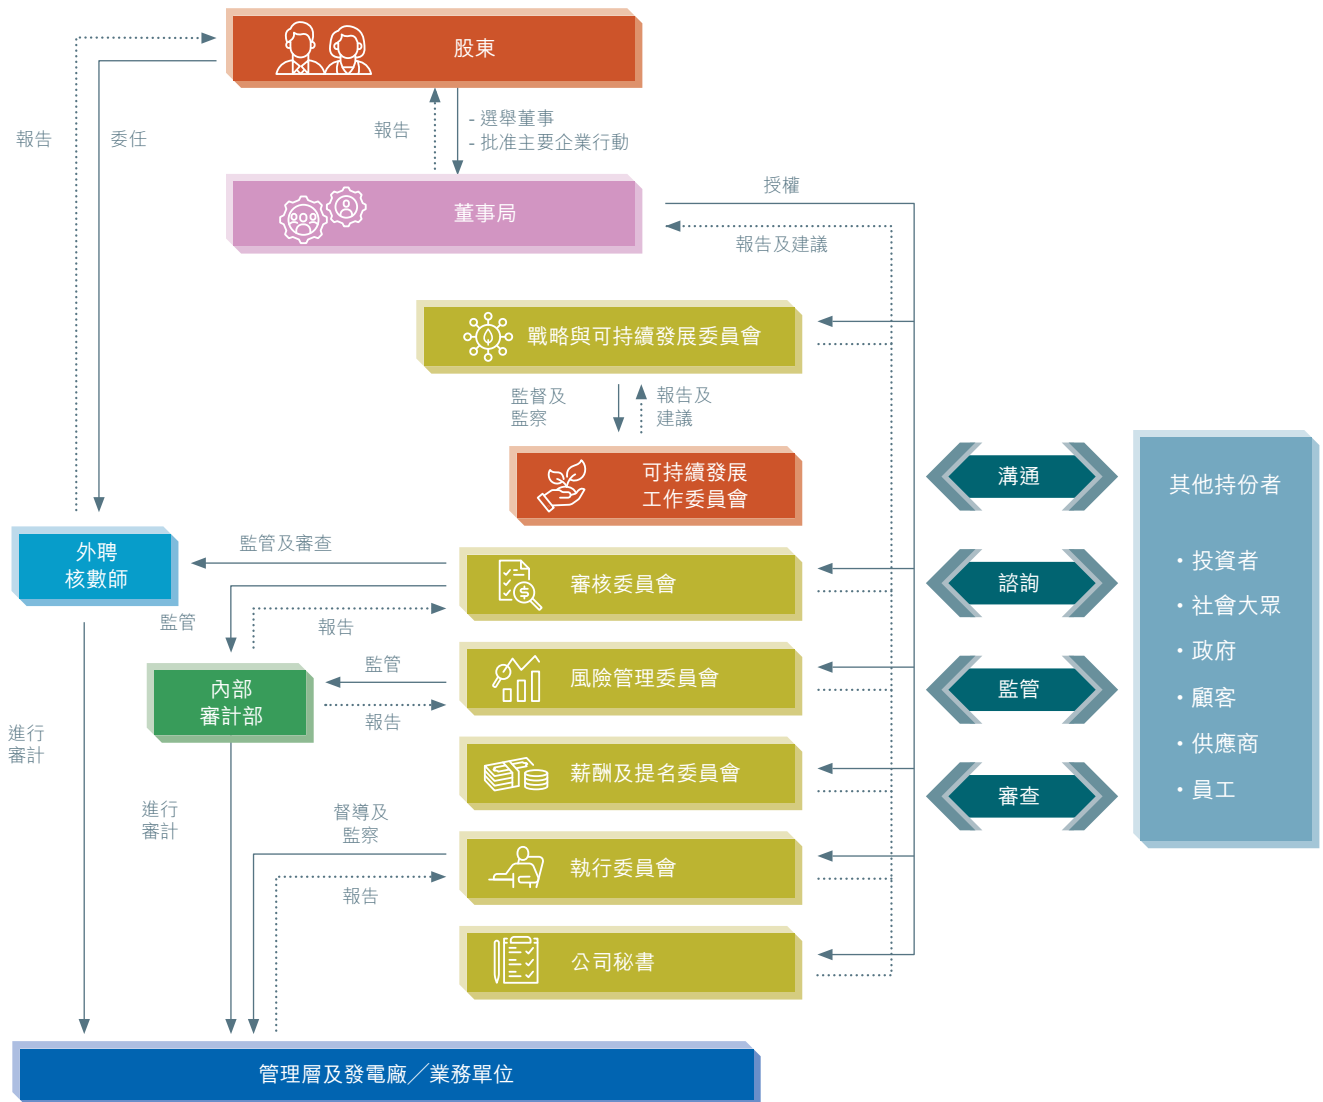 股東
報告
委任
報告
- 選舉董事
- 批准主要企業行動
董事局
授權
報告及建議
戰略與可持續發展委員會
監督及
監察
報告及
建議
可持續發展
工作委員會
外聘
核數師
監管及審查
審核委員會
監管
報告
內部
審計部
監管
報告
風險管理委員會
進行
審計
薪酬及提名委員會
進行
審計
督導及
監察
報告
執行委員會
公司秘書
管理層及發電廠╱業務單位
溝通
諮詢
監管
審查
其他持份者
・投資者
・社會大眾
・政府
・顧客
・供應商
・員工